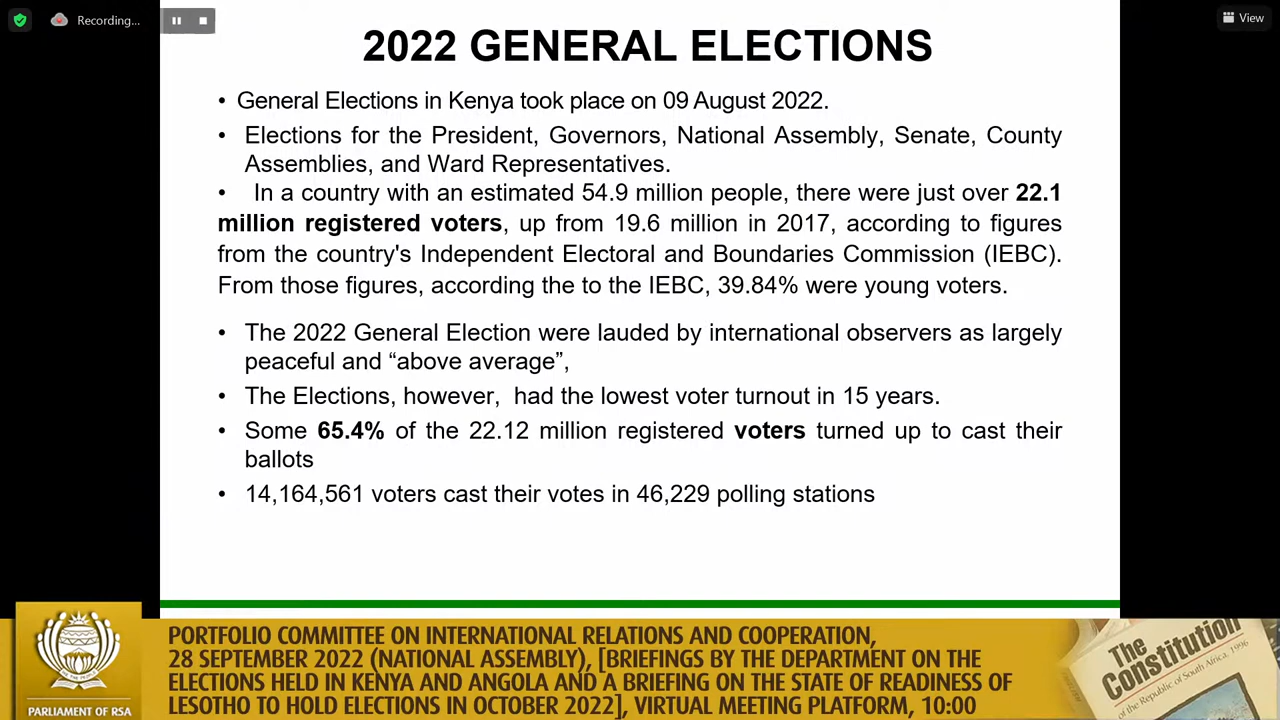 Recording...
View
2022 GENERAL ELECTIONS
• General Elections in Kenya took place on 09 August 2022.
• Elections for the President, Governors, National Assembly, Senate, County
Assemblies, and Ward Representatives.
• In a country with an estimated 54.9 million people, there were just over 22.1
million registered voters, up from 19.6 million in 2017, according to figures
from the country's Independent Electoral and Boundaries Commission (IEBC).
From those figures, according the to the IEBC, 39.84% were young voters.
• The 2022 General Election were lauded by international observers as largely
peaceful and “above average”,
• The Elections, however, had the lowest voter turnout in 15 years.
• Some 65.4% of the 22.12 million registered voters turned up to cast their
ballots
• 14,164,561 voters cast their votes in 46,229 polling stations
PARLIAMENT OF RSA
PORTFOLIO COMMITTEE ON INTERNATIONAL RELATIONS AND COOPERATION,
28 SEPTEMBER 2022 (NATIONAL ASSEMBLY), [BRIEFINGS BY THE DEPARTMENT ON THE
ELECTIONS HELD IN KENYA AND ANGOLA AND A BRIEFING ON THE STATE OF READINESS OF
LESOTHO TO HOLD ELECTIONS IN OCTOBER 2022], VIRTUAL MEETING PLATFORM, 10:00
The
Constitution
of the Republic of South Africa, 1996